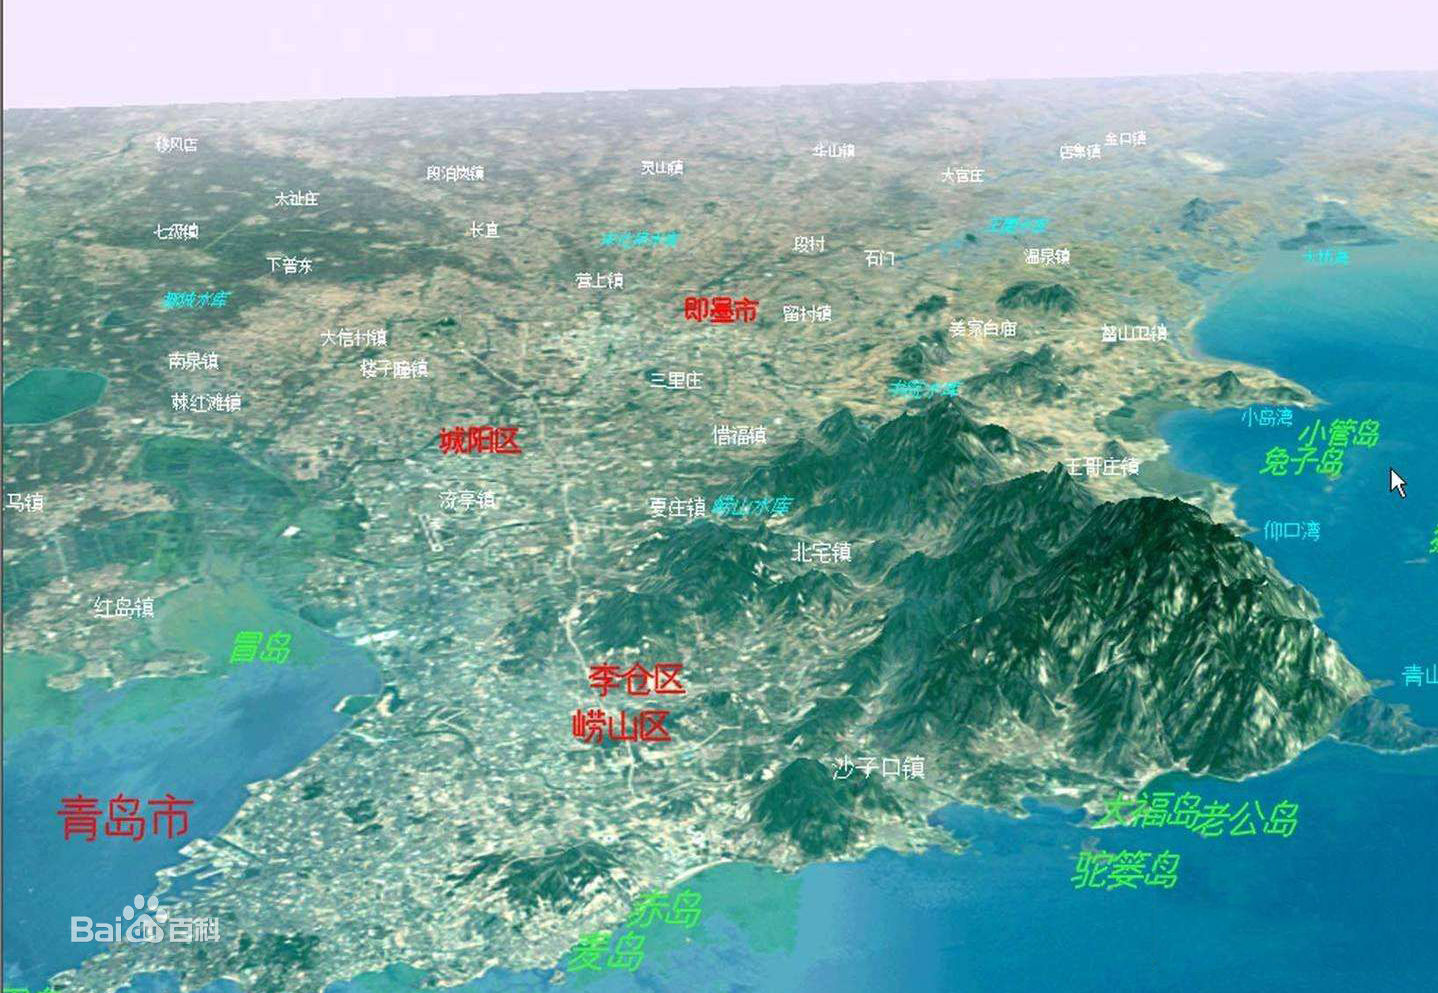 移风店
段泊岚镇
灵山镇
华山镇
店集镇
金口镇
大官庄
太祉庄
七级镇
长直
段村
石门
温泉镇
下普东
营上镇
挪城水库
即墨市
留村镇
大信村镇
姜家白庙
鳌山卫镇
南泉镇
楼子疃镇
三里庄
棘红滩镇
小岛湾
小管岛
城阳区
惜福镇
兔子岛
王哥庄镇
马镇
流亭镇
夏庄镇
崂山水库
仰口湾
北宅镇
红岛镇
冒岛
李仓区
青山
崂山区
沙子口镇
青岛市
大福岛
老公岛
驼篓岛
赤岛
麦岛
Baidu百科